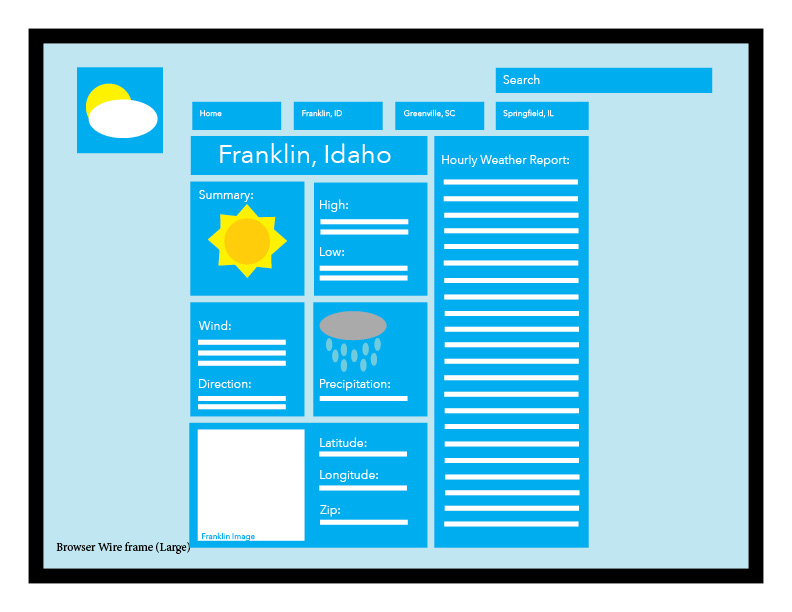 Search
Home
Franklin, ID
Greenville, SC
Springfield, IL
Franklin, Idaho
Hourly Weather Report:
Summary:
High:
Low:
Wind:
Direction:
Precipitation:
Latitude:
Longitude:
Zip:
Franklin Image
Browser Wire frame (Large)